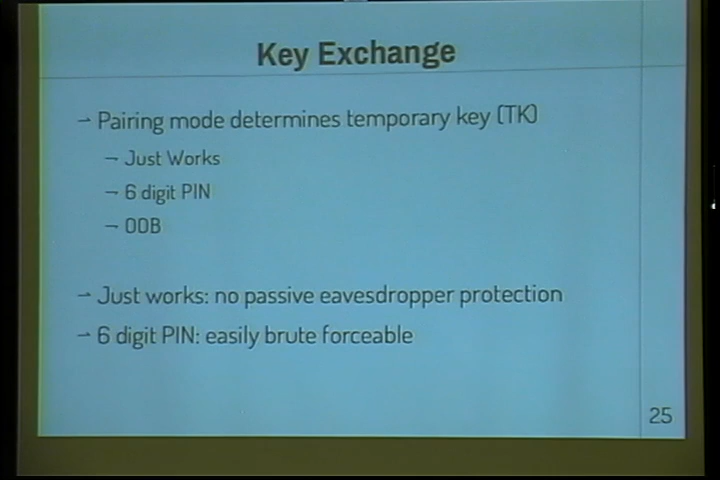 Key Exchange
→ Pairing mode determines temporary key (TK)
→ Just Works
→ 6 digit PIN
→ OOB
→ Just works: no passive eavesdropper protection
→ 6 digit PIN: easily brute forceable
25